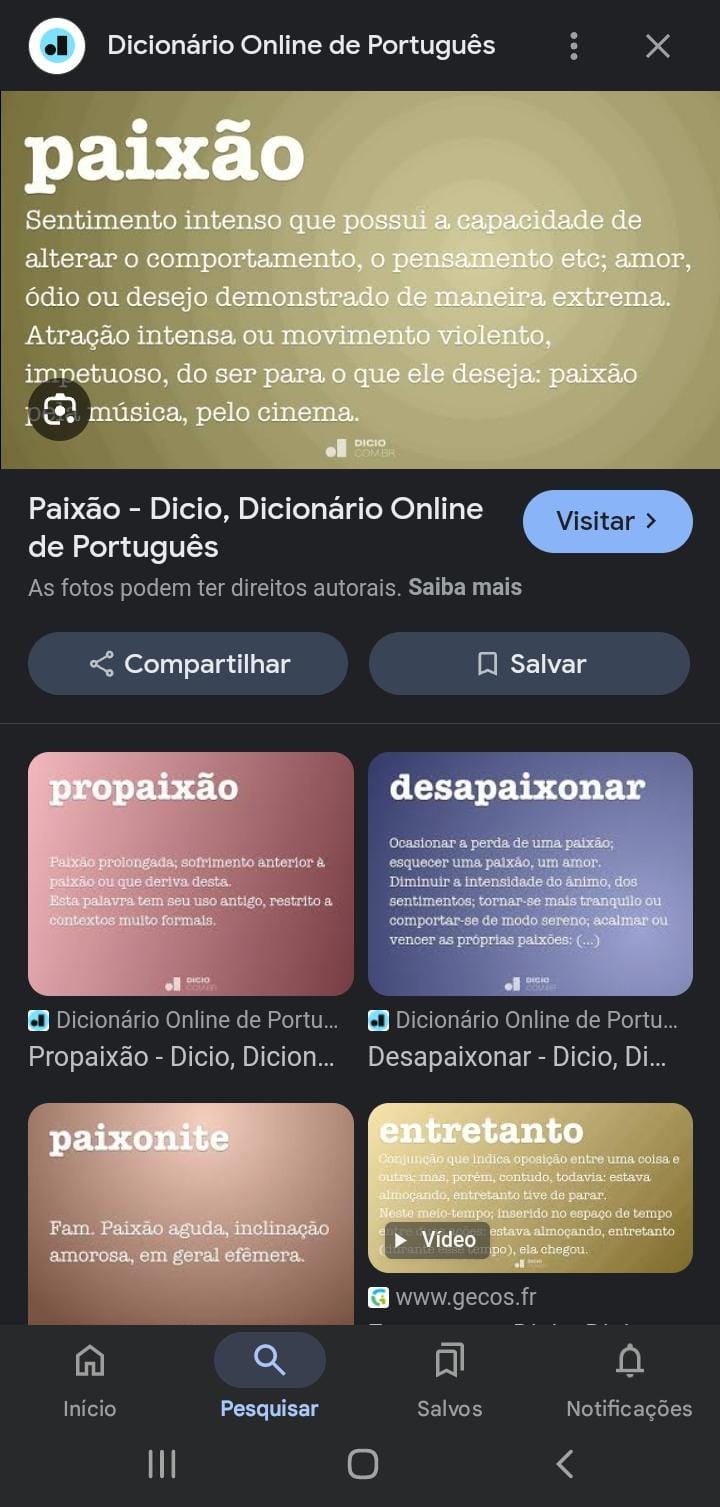 Dicionário Online de Português
paixão
Sentimento intenso que possui a capacidade de
alterar o comportamento, o pensamento etc; amor,
ódio ou desejo demonstrado de maneira extrema.
Atração intensa ou movimento violento,
impetuoso, do ser para o que ele deseja: paixão
pela música, pelo cinema.
DICIO
COM.BR
Paixão - Dicio, Dicionário Online
de Português
Visitar
As fotos podem ter direitos autorais. Saiba mais
Compartilhar
Salvar
propaixão
Paixão prolongada; sofrimento anterior à
paixão ou que deriva desta.
Esta palavra tem seu uso antigo, restrito a
contextos muito formais.
DICIO
COM.BR
Dicionário Online de Portu...
Propaixão - Dicio, Dicion...
desapaixonar
Ocasionar a perda de uma paixão;
esquecer uma paixão, um amor.
Diminuir a intensidade do ânimo, dos
sentimentos; tornar-se mais tranquilo ou
comportar-se de modo sereno; acalmar ou
vencer as próprias paixões: (...)
DICIO
COM.BR
Dicionário Online de Portu...
Desapaixonar - Dicio, Di...
paixonite
Fam. Paixão aguda, inclinação
amorosa, em geral efêmera.
entretanto
Conjunção que indica oposição entre uma coisa e
outra; mas, porém, contudo, todavia: estava
almoçando, entretanto tive de parar.
Neste meio-tempo; inserido no espaço de tempo
entre duas ações: estava almoçando, entretanto
(durante esse tempo), ela chegou.
Vídeo
www.gecos.fr
Início
Pesquisar
Salvos
Notificações